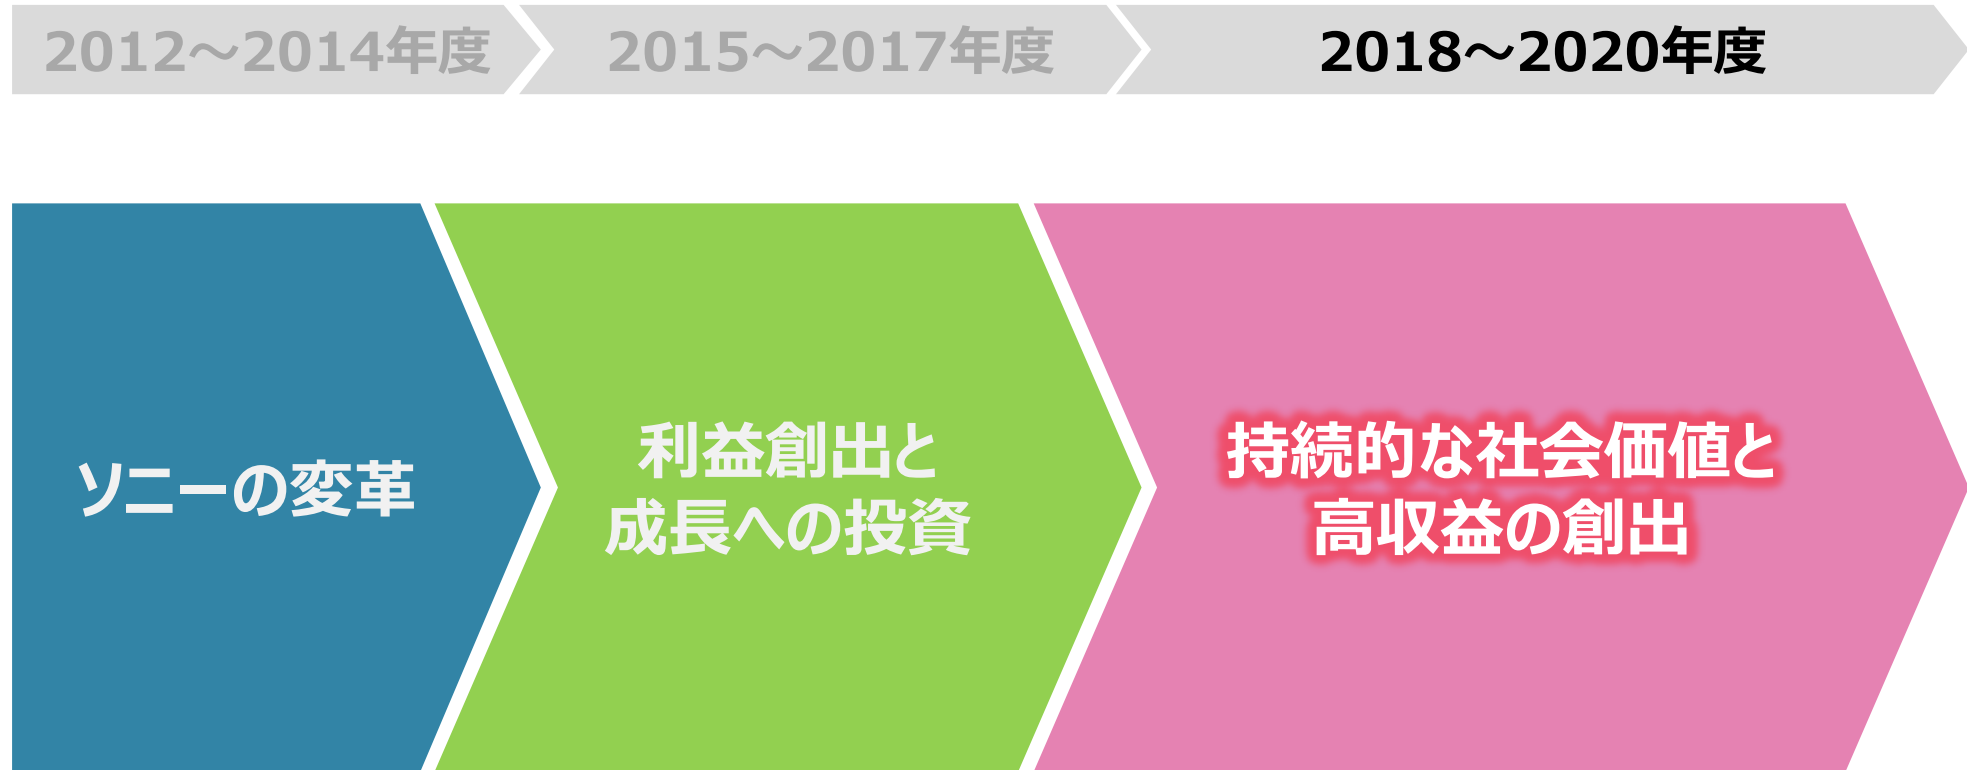 2012～2014年度
2015～2017年度
2018～2020年度
ソニーの変革
利益創出と
成長への投資
持続的な社会価値と
高収益の創出